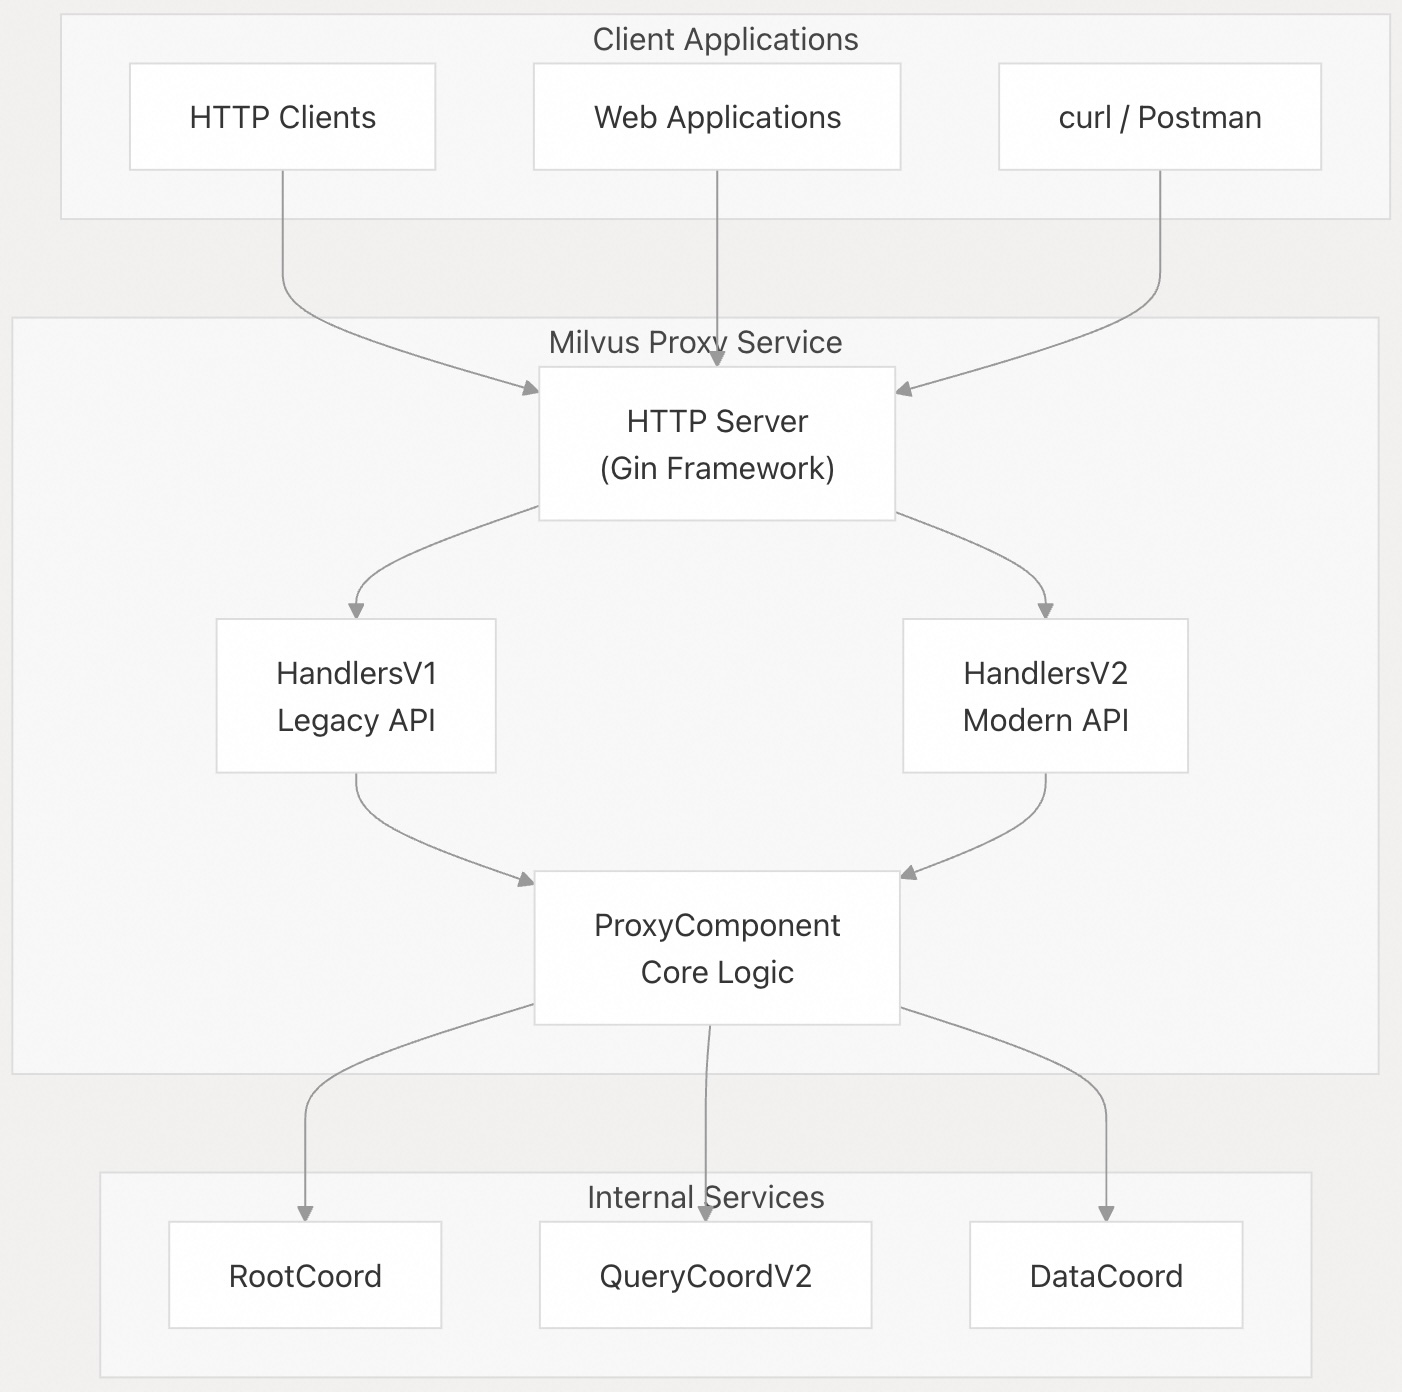 Client Applications
HTTP Clients
Web Applications
curl / Postman
Milvus Proxy Service
HTTP Server
(Gin Framework)
HandlersV1
Legacy API
HandlersV2
Modern API
ProxyComponent
Core Logic
Internal Services
RootCoord
QueryCoordV2
DataCoord